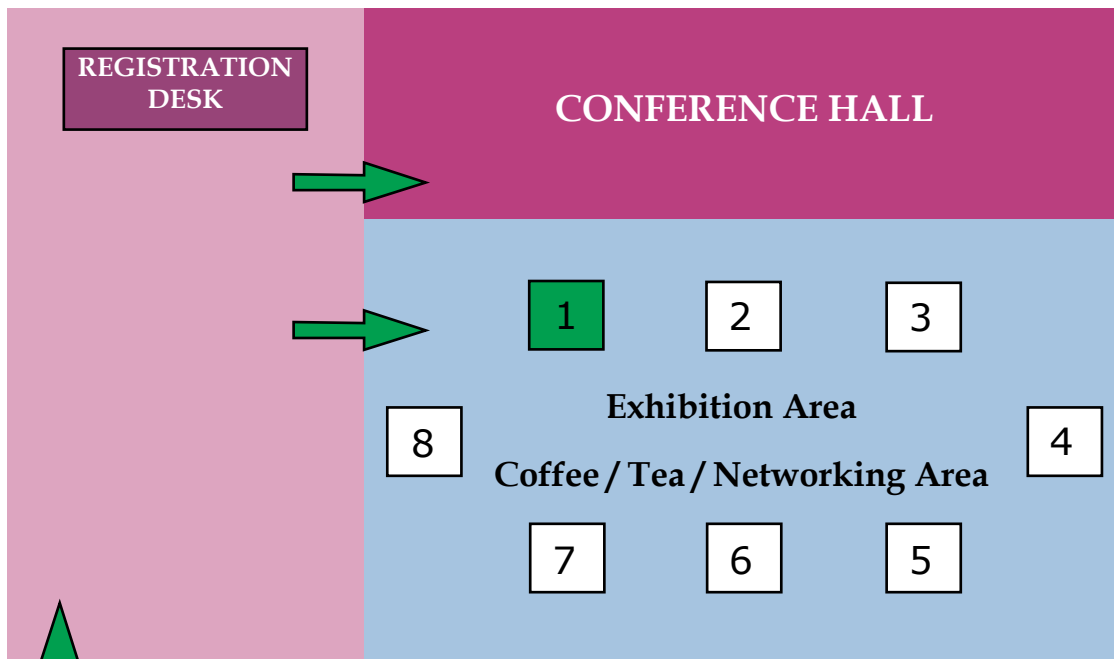 REGISTRATION
DESK
CONFERENCE HALL
1
2
3
Exhibition Area
8
4
Coffee / Tea / Networking Area
7
6
5